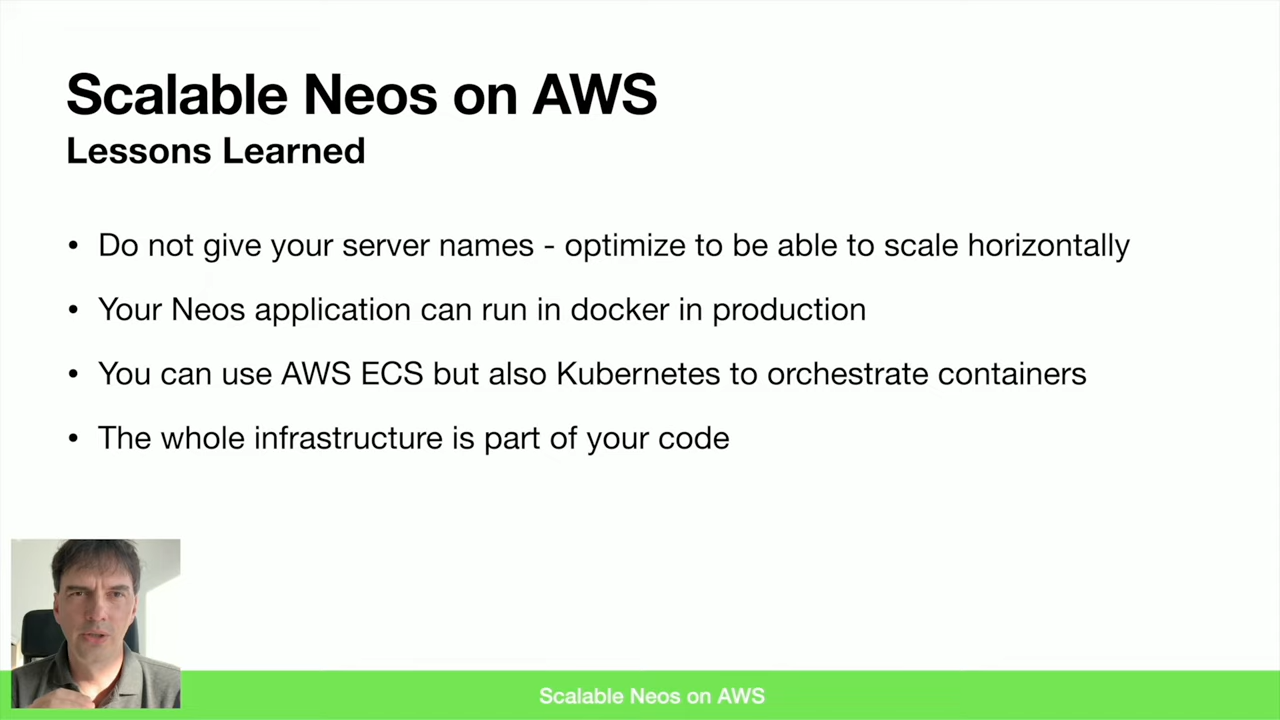 Scalable Neos on AWS
Lessons Learned
• Do not give your server names - optimize to be able to scale horizontally
• Your Neos application can run in docker in production
• You can use AWS ECS but also Kubernetes to orchestrate containers
• The whole infrastructure is part of your code
Scalable Neos on AWS